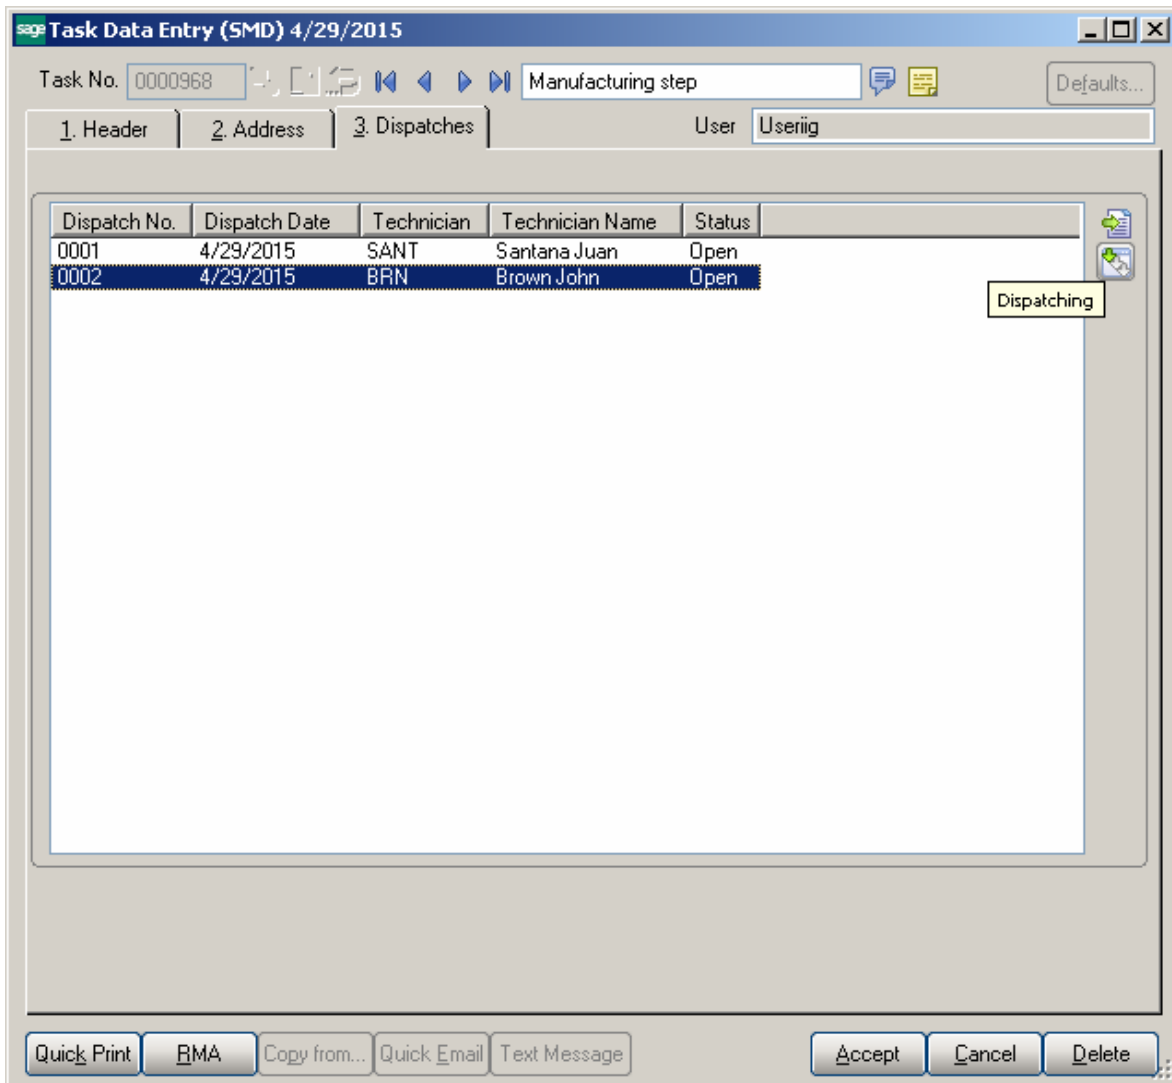 sage Task Data Entry (SMD) 4/29/2015
Task No. 0000968 Manufacturing step Defaults...
1. Header 2. Address 3. Dispatches User Useriig
Dispatch No. Dispatch Date Technician Technician Name Status
0001 4/29/2015 SANT Santana Juan Open
0002 4/29/2015 BRN Brown John Open
Dispatching
Quick Print RMA Copy from... Quick Email Text Message Accept Cancel Delete